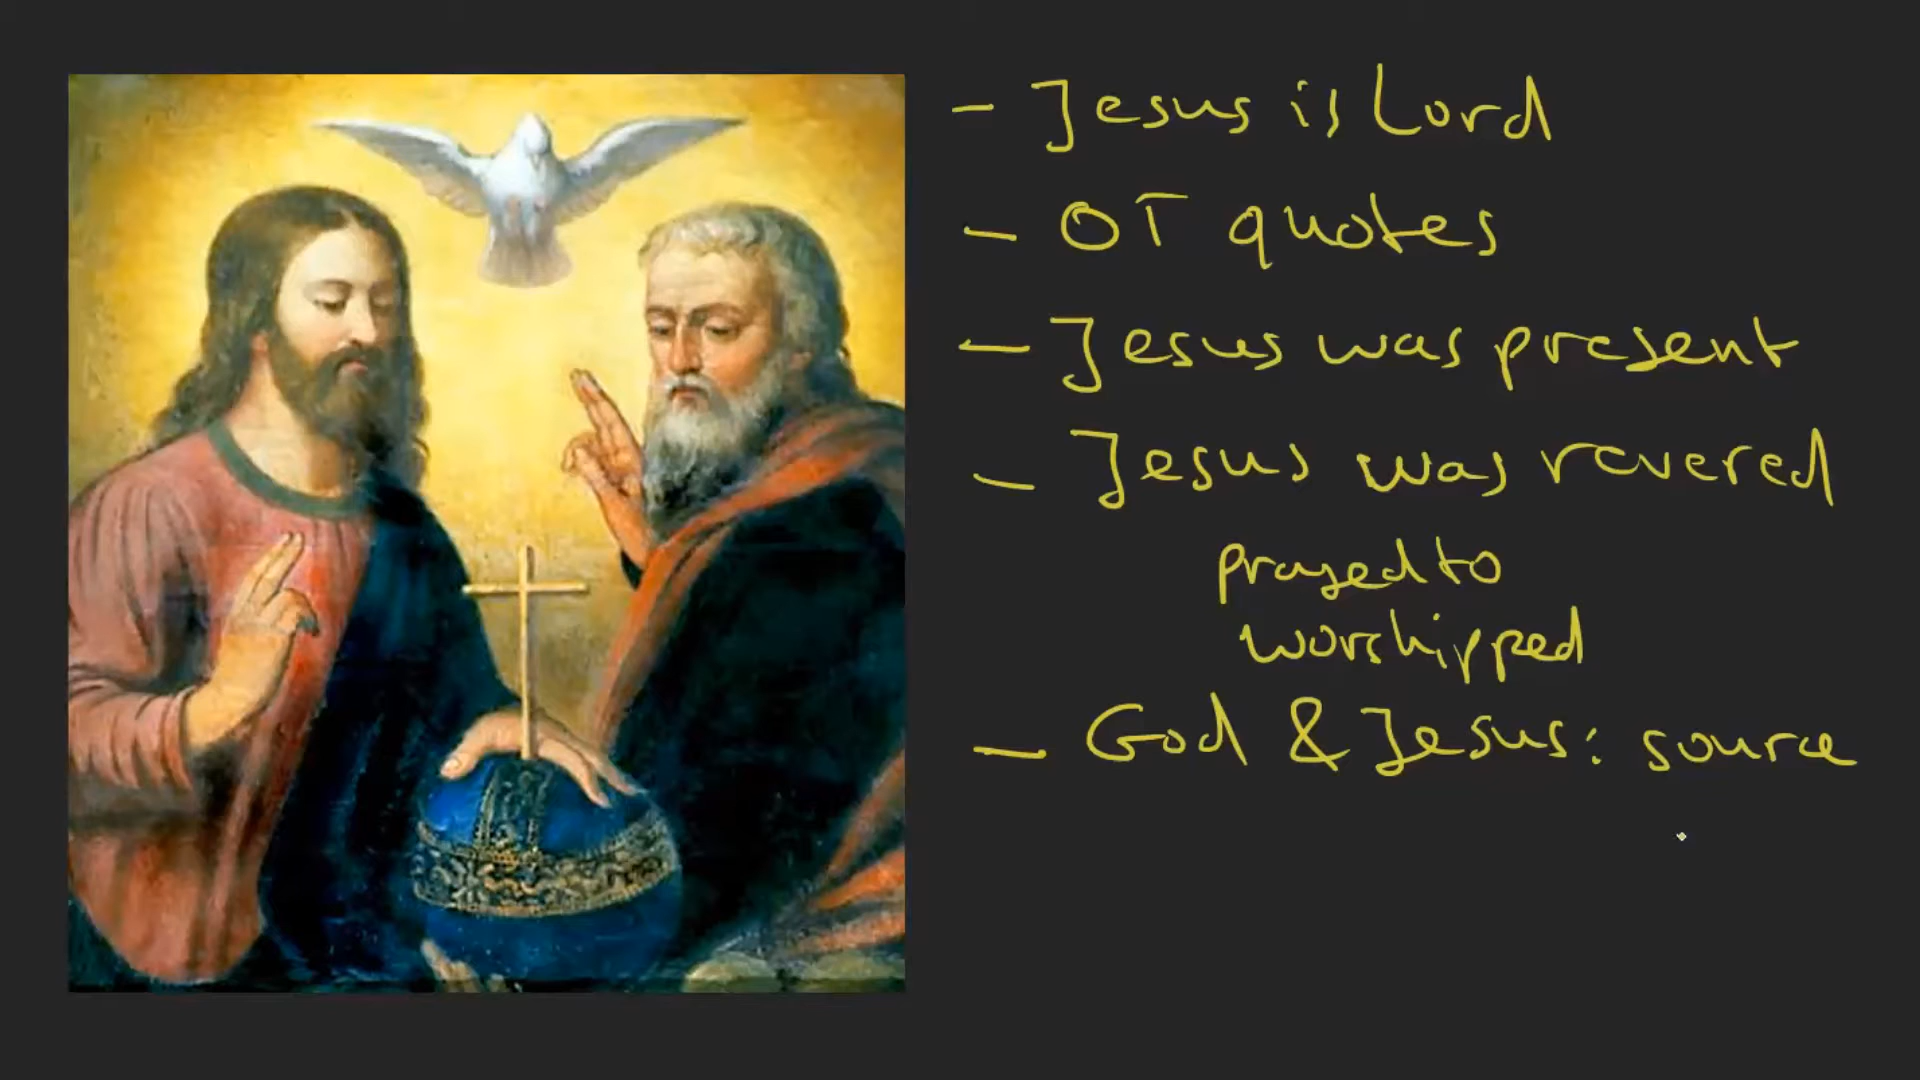 - Jesus is Lord
- OT quotes
- Jesus was present
- Jesus was revered
prayed to
worshipped
- God & Jesus: source